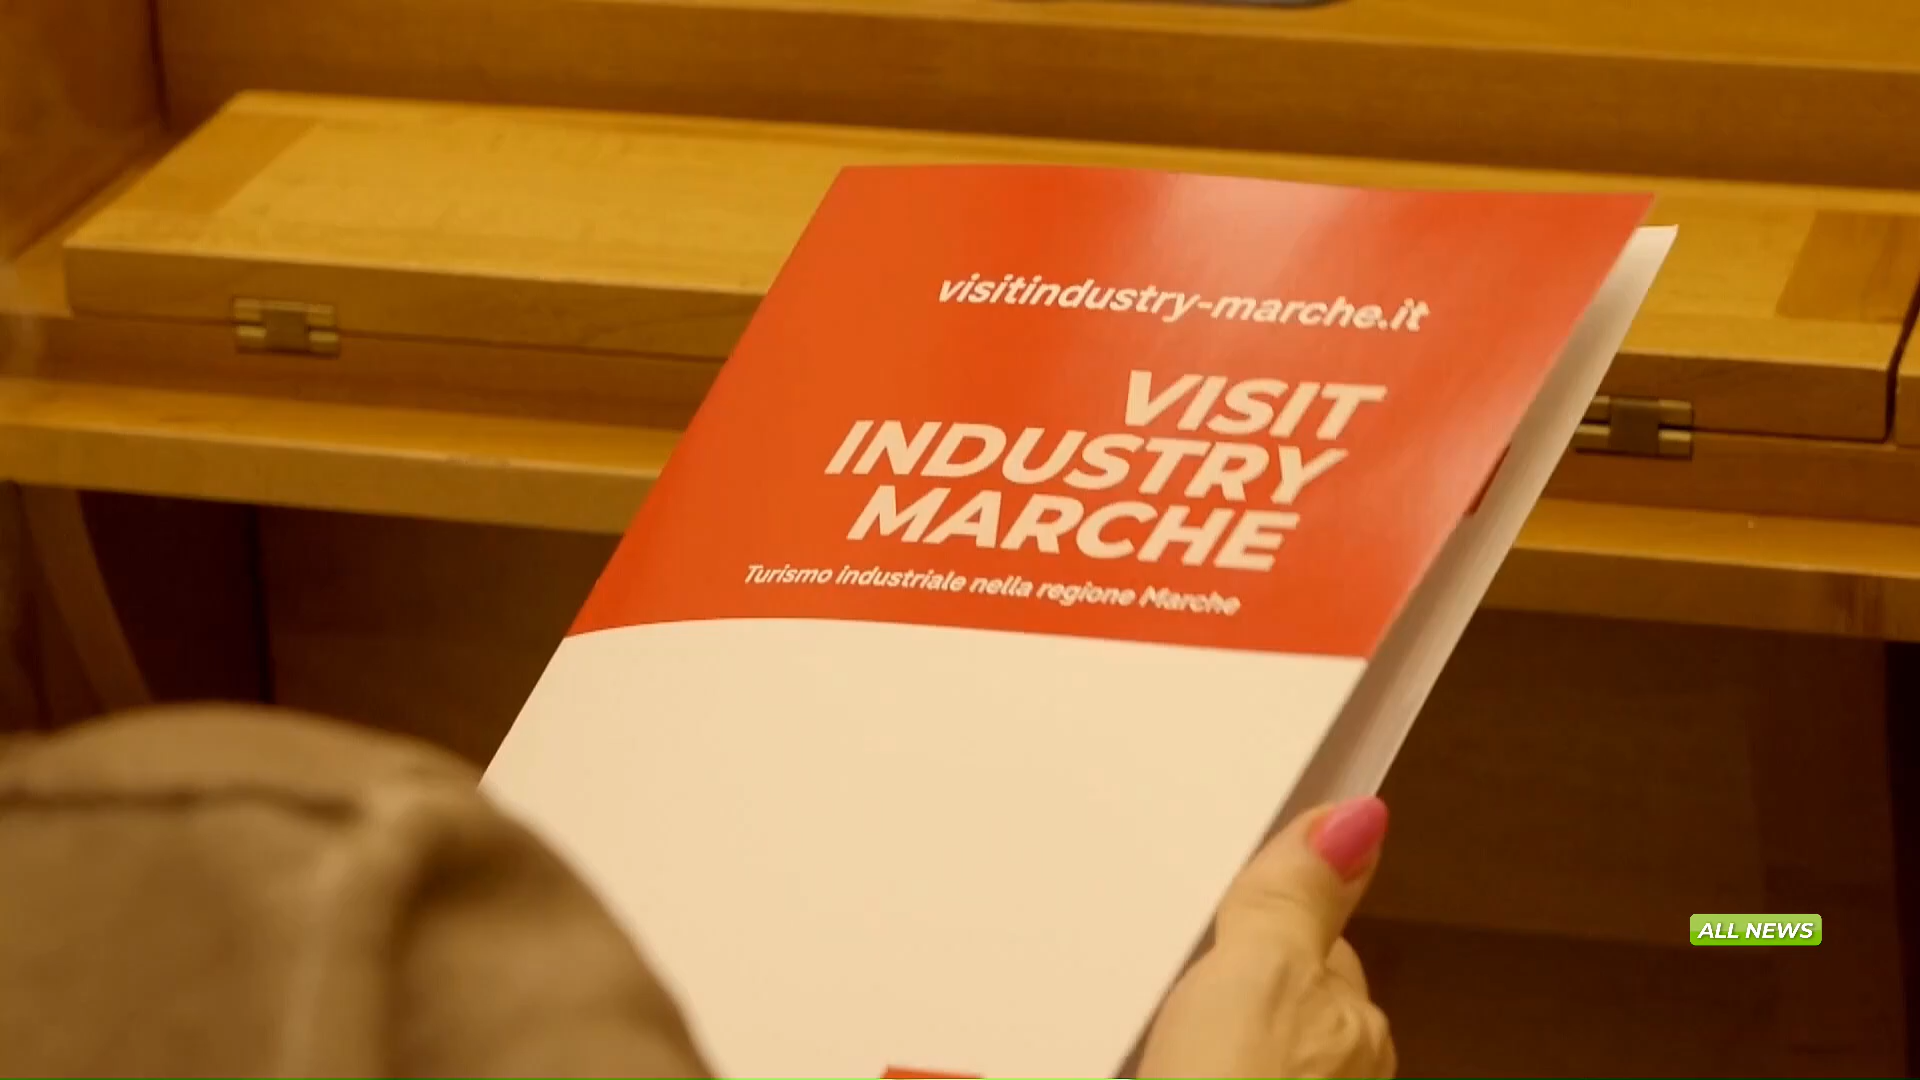 visitindustry-marche.it
VISIT
INDUSTRY
MARCHE
Turismo industriale nella regione Marche
ALL NEWS